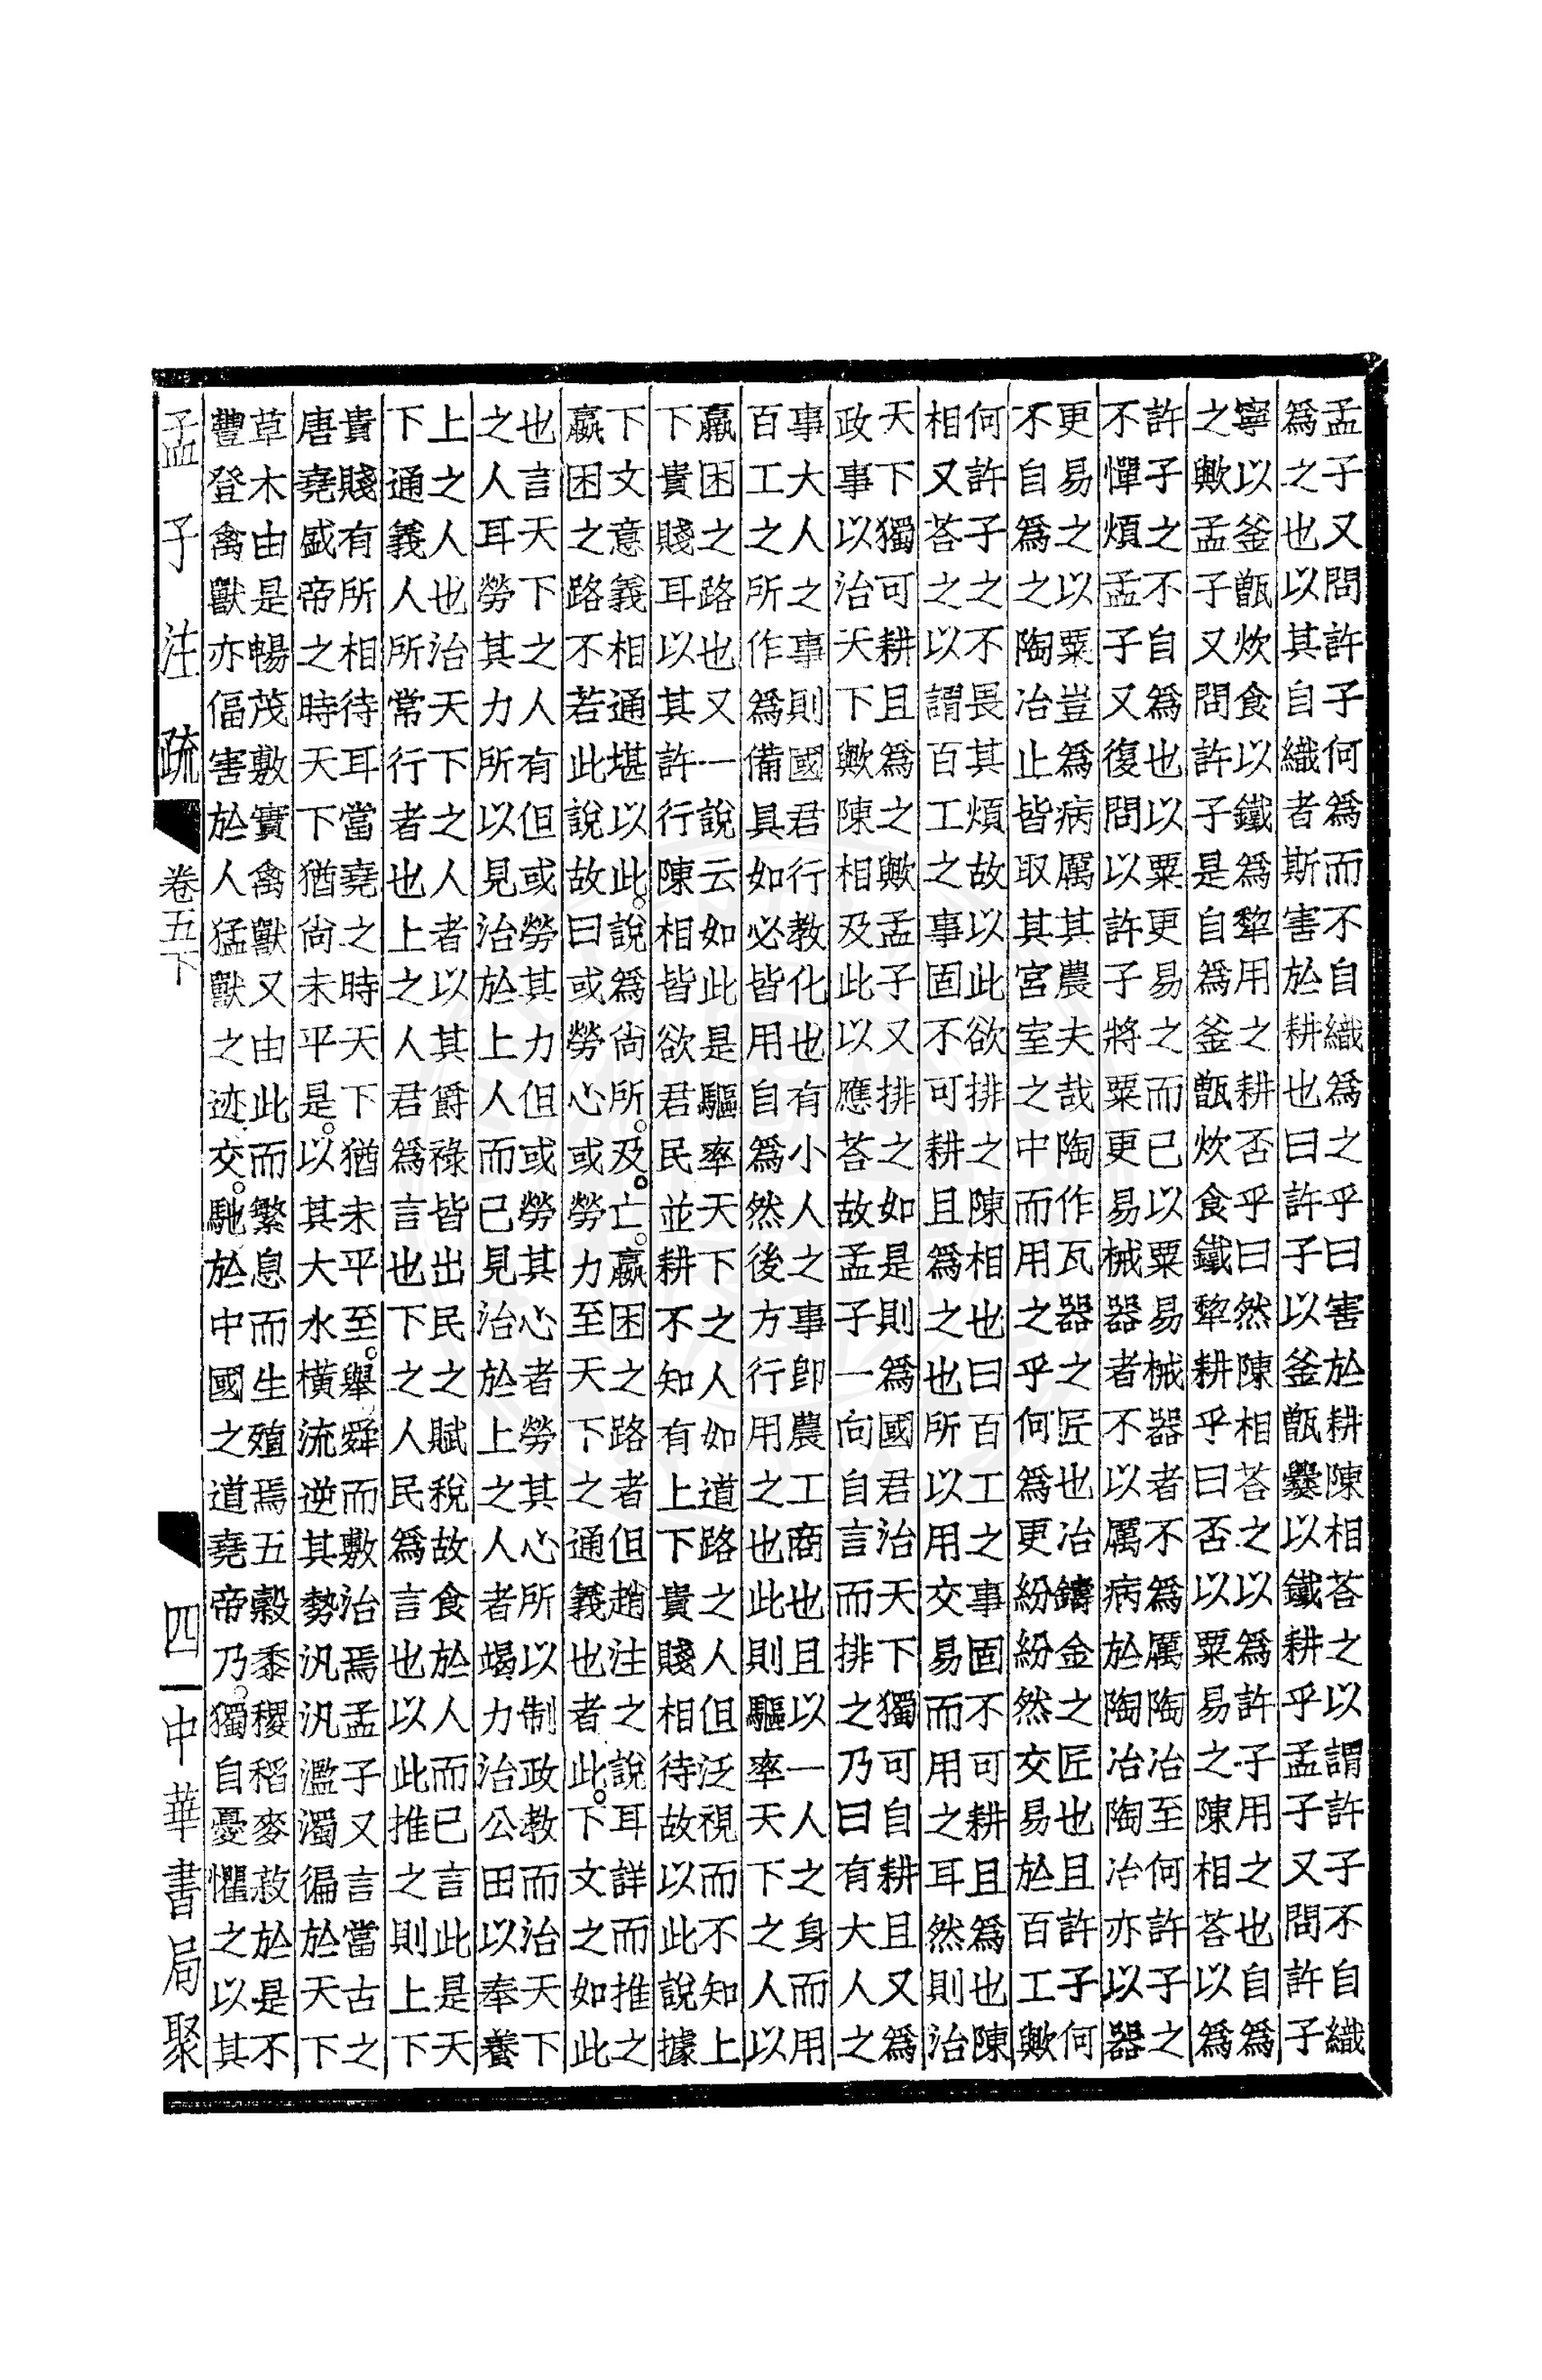 孟子又問許子何爲而不自織爲之乎曰害於耕陳相荅之以謂許子不自織
爲之也以其自織者斯害於耕也曰許子以釜甑爨以鐵耕乎孟子又問許子
寧以釜甑炊食以鐵爲犂用之耕否乎曰然陳相荅之以爲許子用之也自爲
之歟孟子又問許子是自爲釜甑炊食鐵犂耕乎曰否以粟易之陳相荅以爲
許子之不自爲也以粟更易之而已以粟易械器者不爲厲陶冶至何許子之
不憚煩孟子又復問以許子將粟更易械器者不以厲病於陶冶陶冶亦以器
更易之以粟豈爲病厲其農夫哉陶作瓦器之匠也冶鑄金之匠也且許子何
不自爲之陶冶止皆取其宮室之中而用之乎何爲更紛紛然交易於百工歟
何許子之不畏其煩故以此欲排之陳相也曰百工之事固不可耕且爲也陳
相又荅之以謂百工之事固不可耕且爲之也所以用交易而用之耳然則治
天下獨可耕且爲之歟孟子又排之如是則爲國君治天下獨可自耕且又爲
政事以治天下歟陳相及此以應荅故孟子一向自言而排之乃曰有大人之
事大人之事則國君行教化也有小人之事卽農工商也且以一人之身而用
百工之所作爲備具如必皆用自爲然後方行用之也此則驅率天下之人以
羸困之路也又一說云如此是驅率天下之人如道路之人但泛視而不知上
下貴賤耳以其許行陳相皆欲君民並耕不知有上下貴賤相待故以此說據
下文意義相通堪以此說爲尙所及亡羸困之路者但趙注之說耳詳而推之
羸困之路不若此說故曰或勞心或勞力至天下之通義也者此下文之如此
也言天下之人有但或勞其力但或勞其心者勞其心所以制政教而治天下
之人耳勞其力所以見治於上人而已見治於上之人者竭力治公田以奉養
上之人也治天下之人者以其爵祿皆出民之賦稅故食於人而已言此是天
下通義人所常行者也上之人君爲言也下之人民爲言也以此推之則上下
貴賤有所相待耳當堯之時天下猶未平至舉舜而敷治焉孟子又言當古之
唐堯盛帝之時天下猶尙未平是以其大水橫流逆其勢汎汎濫濁徧於天下
草木由是暢茂敷實禽獸又由此而繁息而生殖焉五穀黍稷稻麥菽於是不
豐登禽獸亦偪害於人猛獸之迹交馳於中國之道堯帝乃獨自憂懼之以其
孟子注疏 卷五下 四 中華書局聚